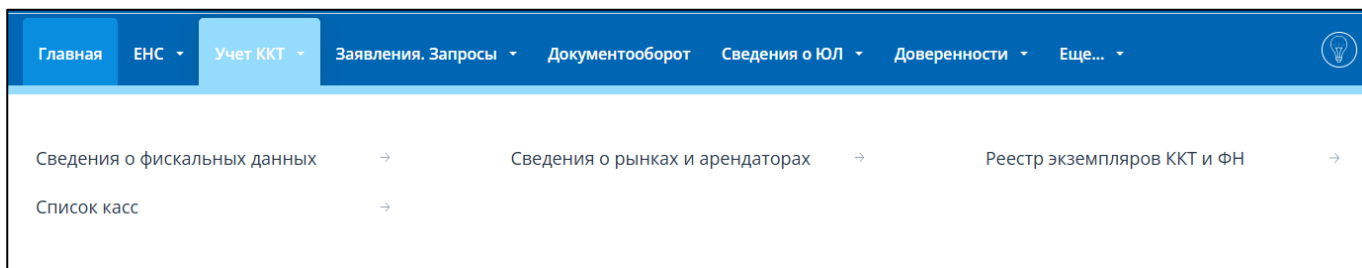 Главная ЕНС Учет ККТ Заявления. Запросы Документооборот Сведения о ЮЛ Доверенности Еще...
Сведения о фискальных данных Сведения о рынках и арендаторах Реестр экземпляров ККТ и ФН
Список касс